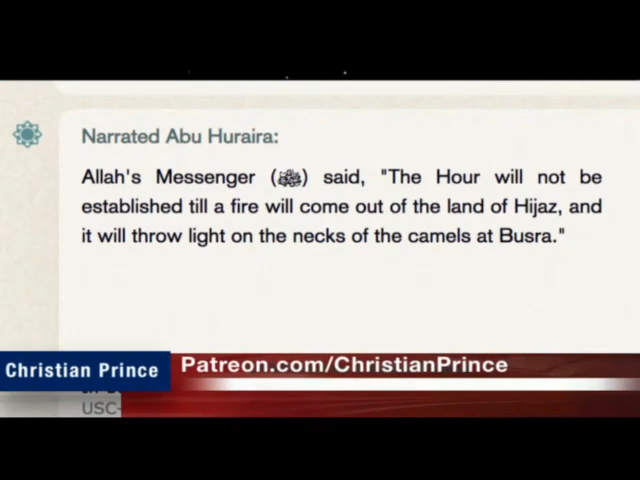 Narrated Abu Huraira:
Allah's Messenger (ﷺ) said, "The Hour will not be
established till a fire will come out of the land of Hijaz, and
it will throw light on the necks of the camels at Busra."
Christian Prince
Patreon.com/ChristianPrince
USC-